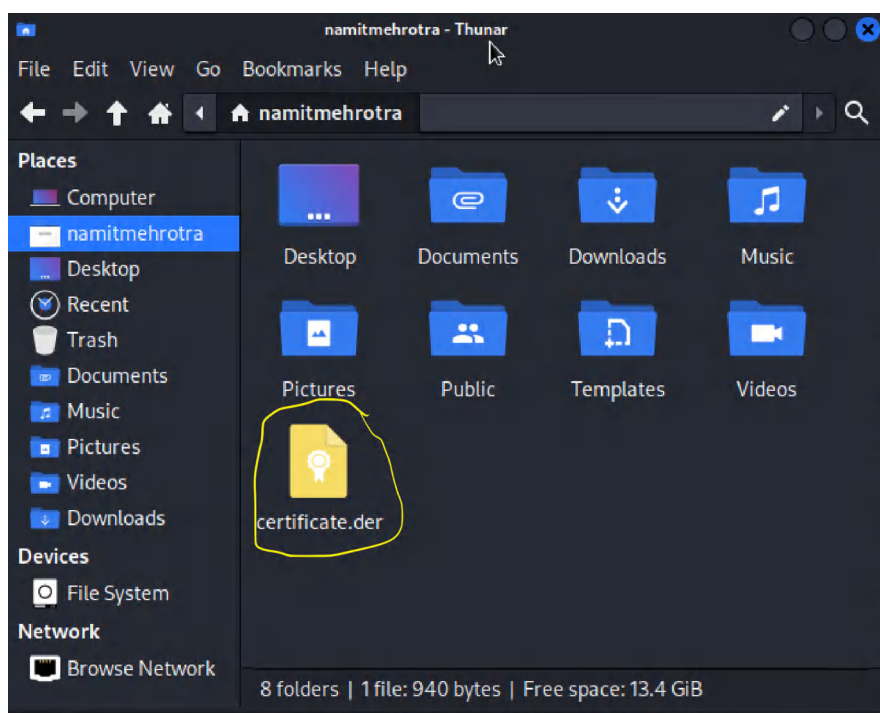 namitmehrotra - Thunar
File Edit View Go Bookmarks Help
namitmehrotra
Places
Computer
namitmehrotra
Desktop
Recent
Trash
Documents
Music
Pictures
Videos
Downloads
Devices
File System
Network
Browse Network
Desktop Documents Downloads Music
Pictures Public Templates Videos
certificate.der
8 folders | 1 file: 940 bytes | Free space: 13.4 GiB